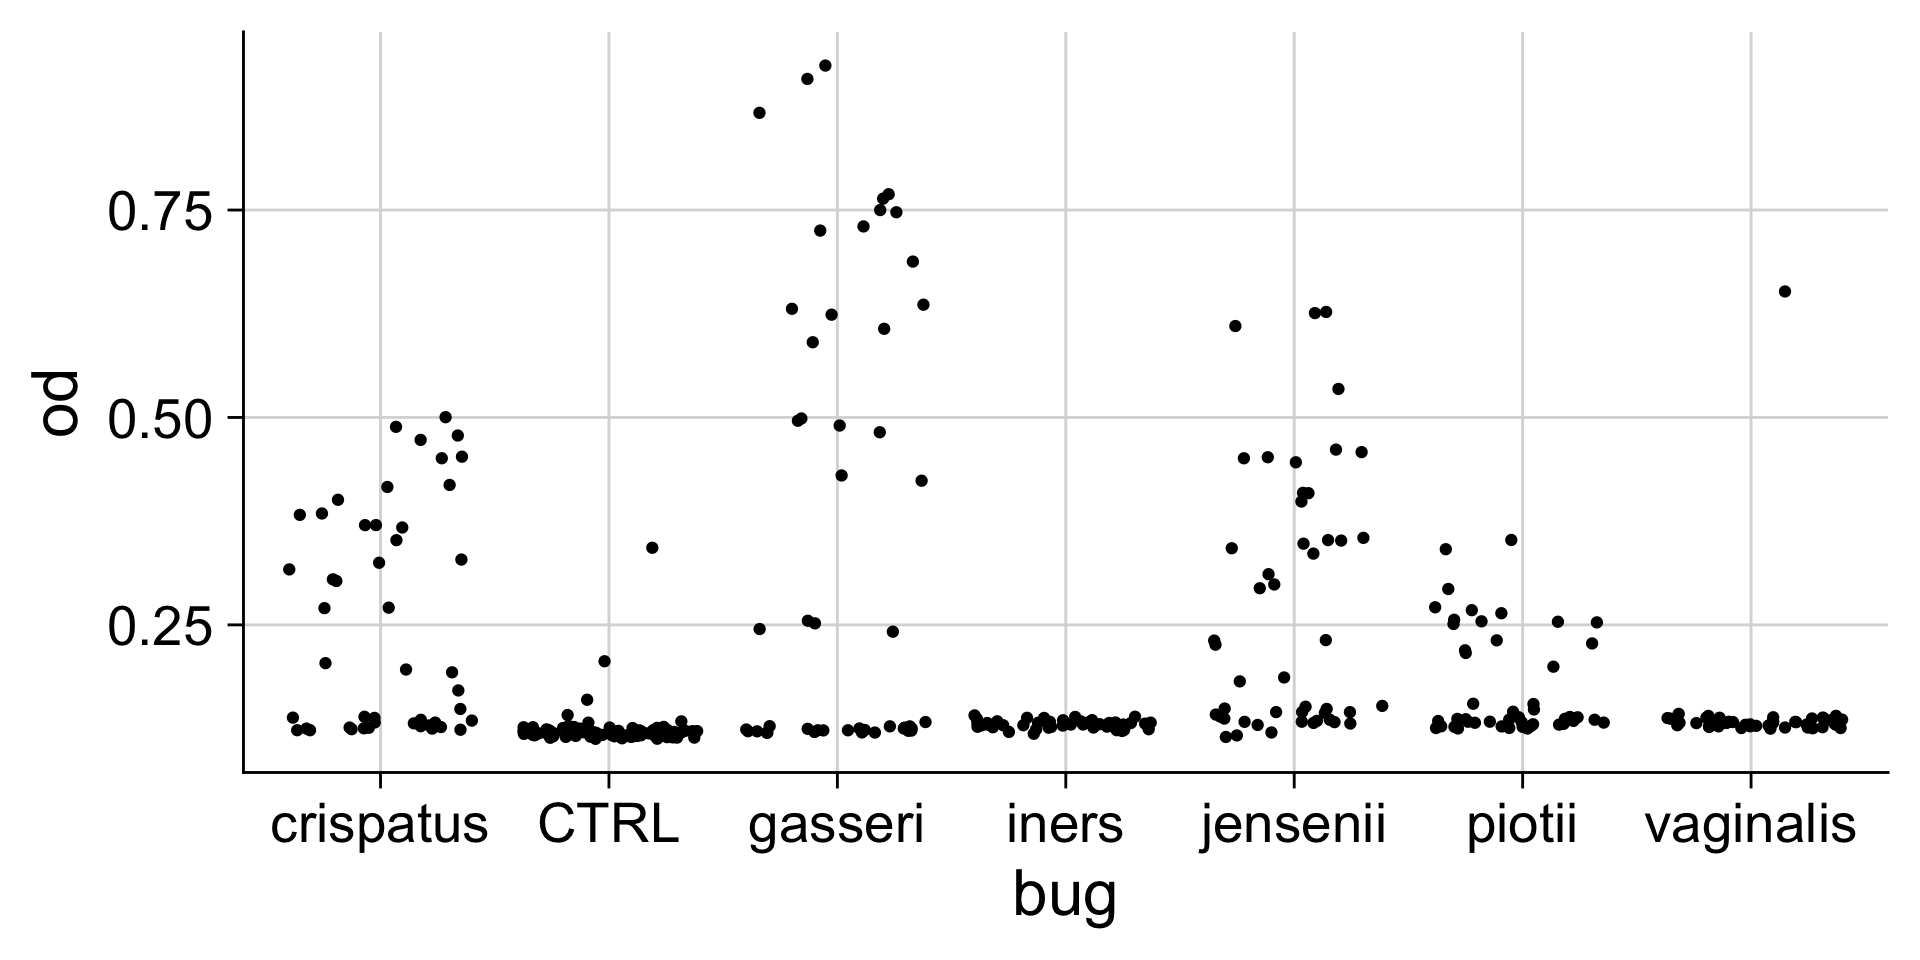 od
0.75
0.50
0.25
crispatus CTRL gasseri iners jensenii piotii vaginalis
bug